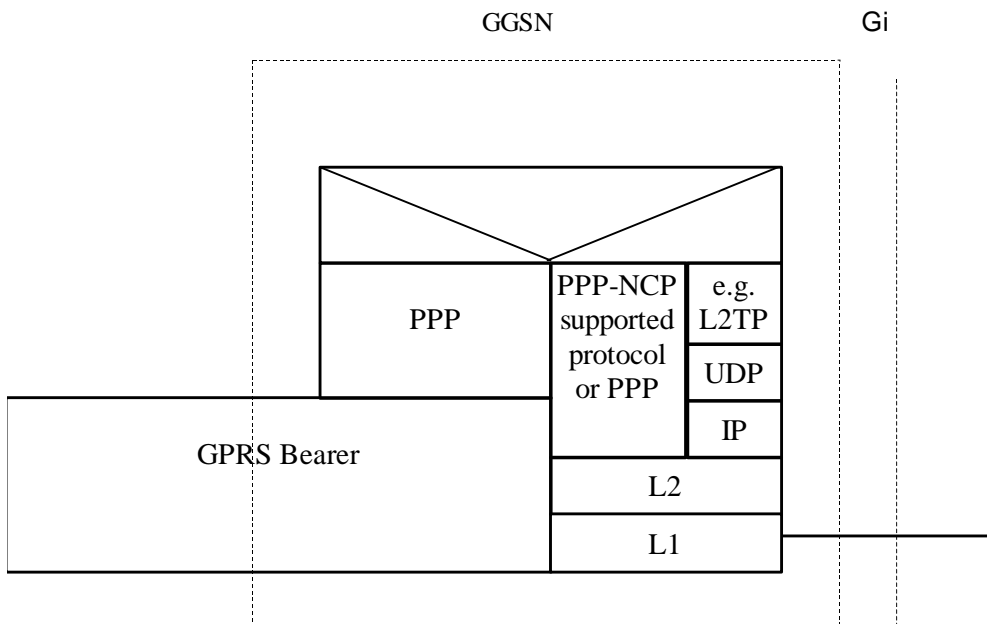 GGSN
Gi
PPP
PPP-NCP
supported
protocol
or PPP
e.g.
L2TP
UDP
IP
GPRS Bearer
L2
L1